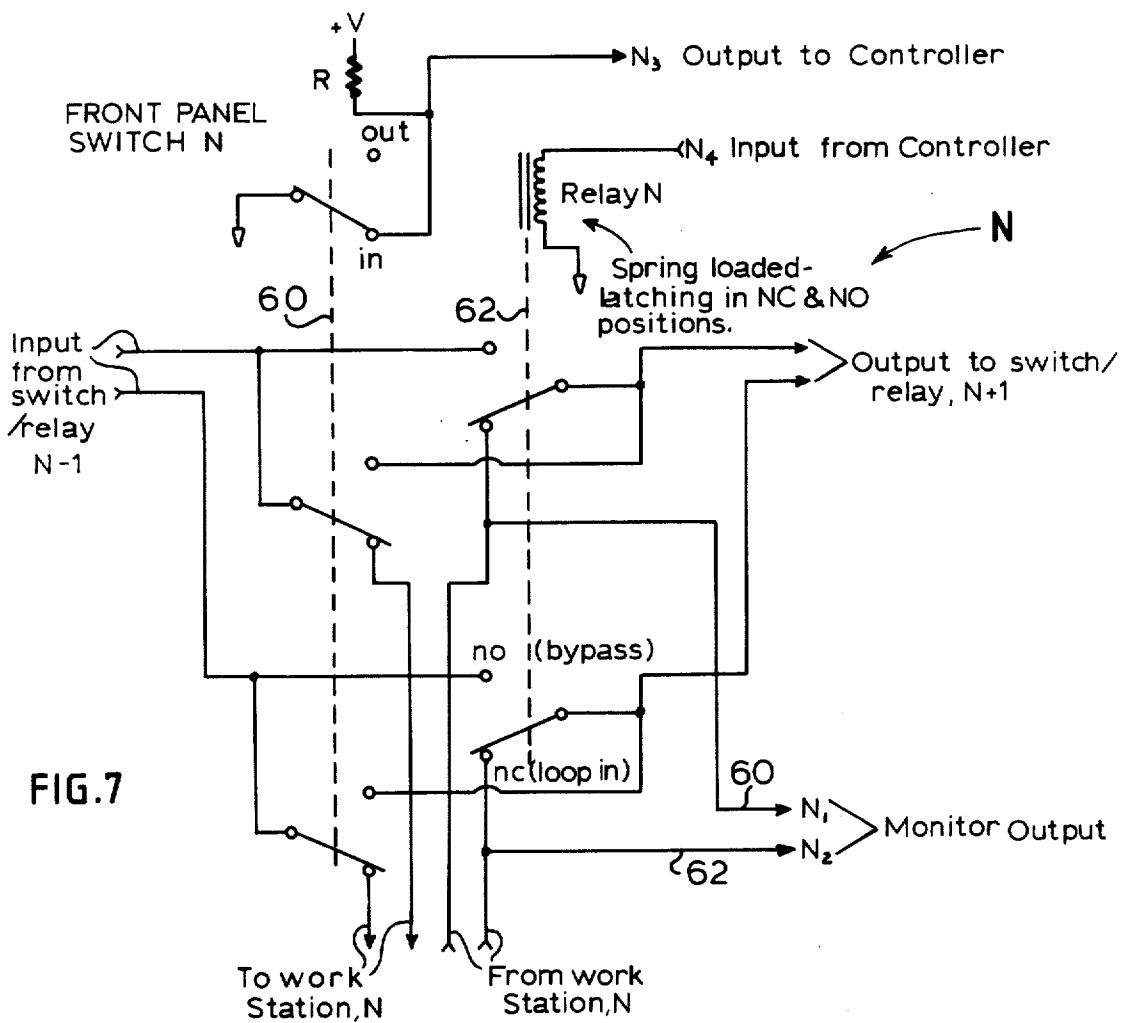 +V
R
N3 Output to Controller
FRONT PANEL
SWITCH N
out
N4 Input from Controller
Relay N
N
in
Spring loaded-
latching in NC & NO
positions.
60
62
Input
from
switch
/relay
N-1
Output to switch/
relay, N+1
no (bypass)
nc(loop in)
FIG.7
60
N1
N2
Monitor Output
62
To work
Station,N
From work
Station,N